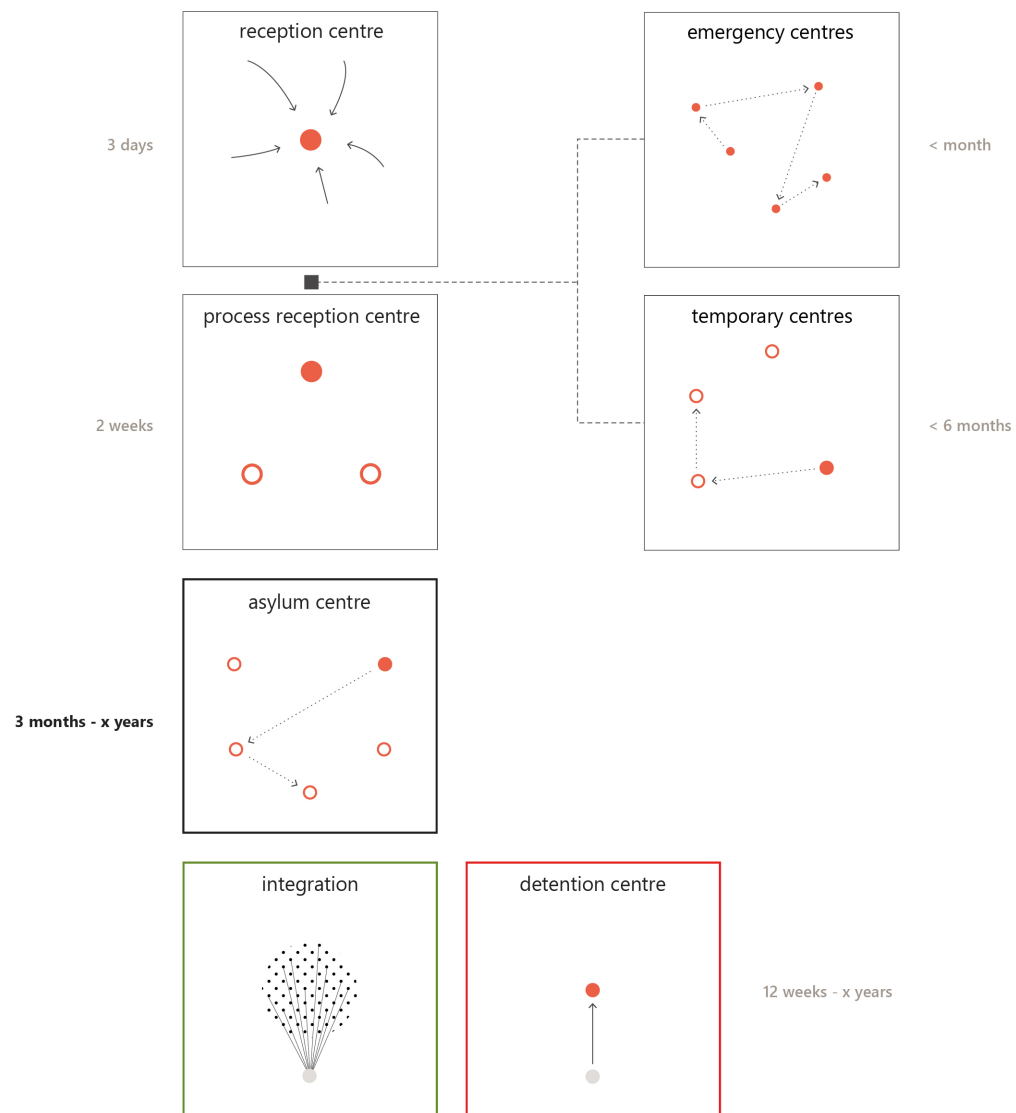 reception centre
emergency centres
3 days
< month
process reception centre
temporary centres
2 weeks
< 6 months
asylum centre
3 months - x years
integration
detention centre
12 weeks - x years